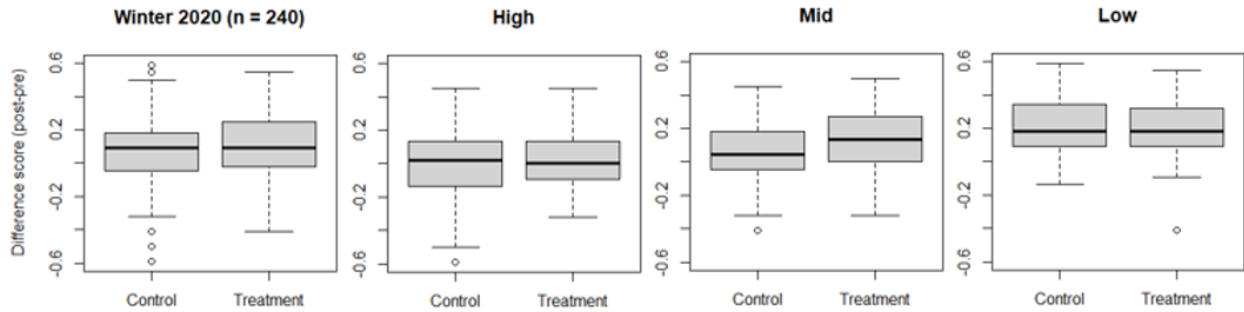 Winter 2020 (n = 240)
High
Mid
Low
Difference score (post-pre)
0.6
0.2
-0.2
-0.6
Control
Treatment
0.6
0.2
-0.2
-0.6
Control
Treatment
0.6
0.2
-0.2
-0.6
Control
Treatment
0.6
0.2
-0.2
-0.6
Control
Treatment